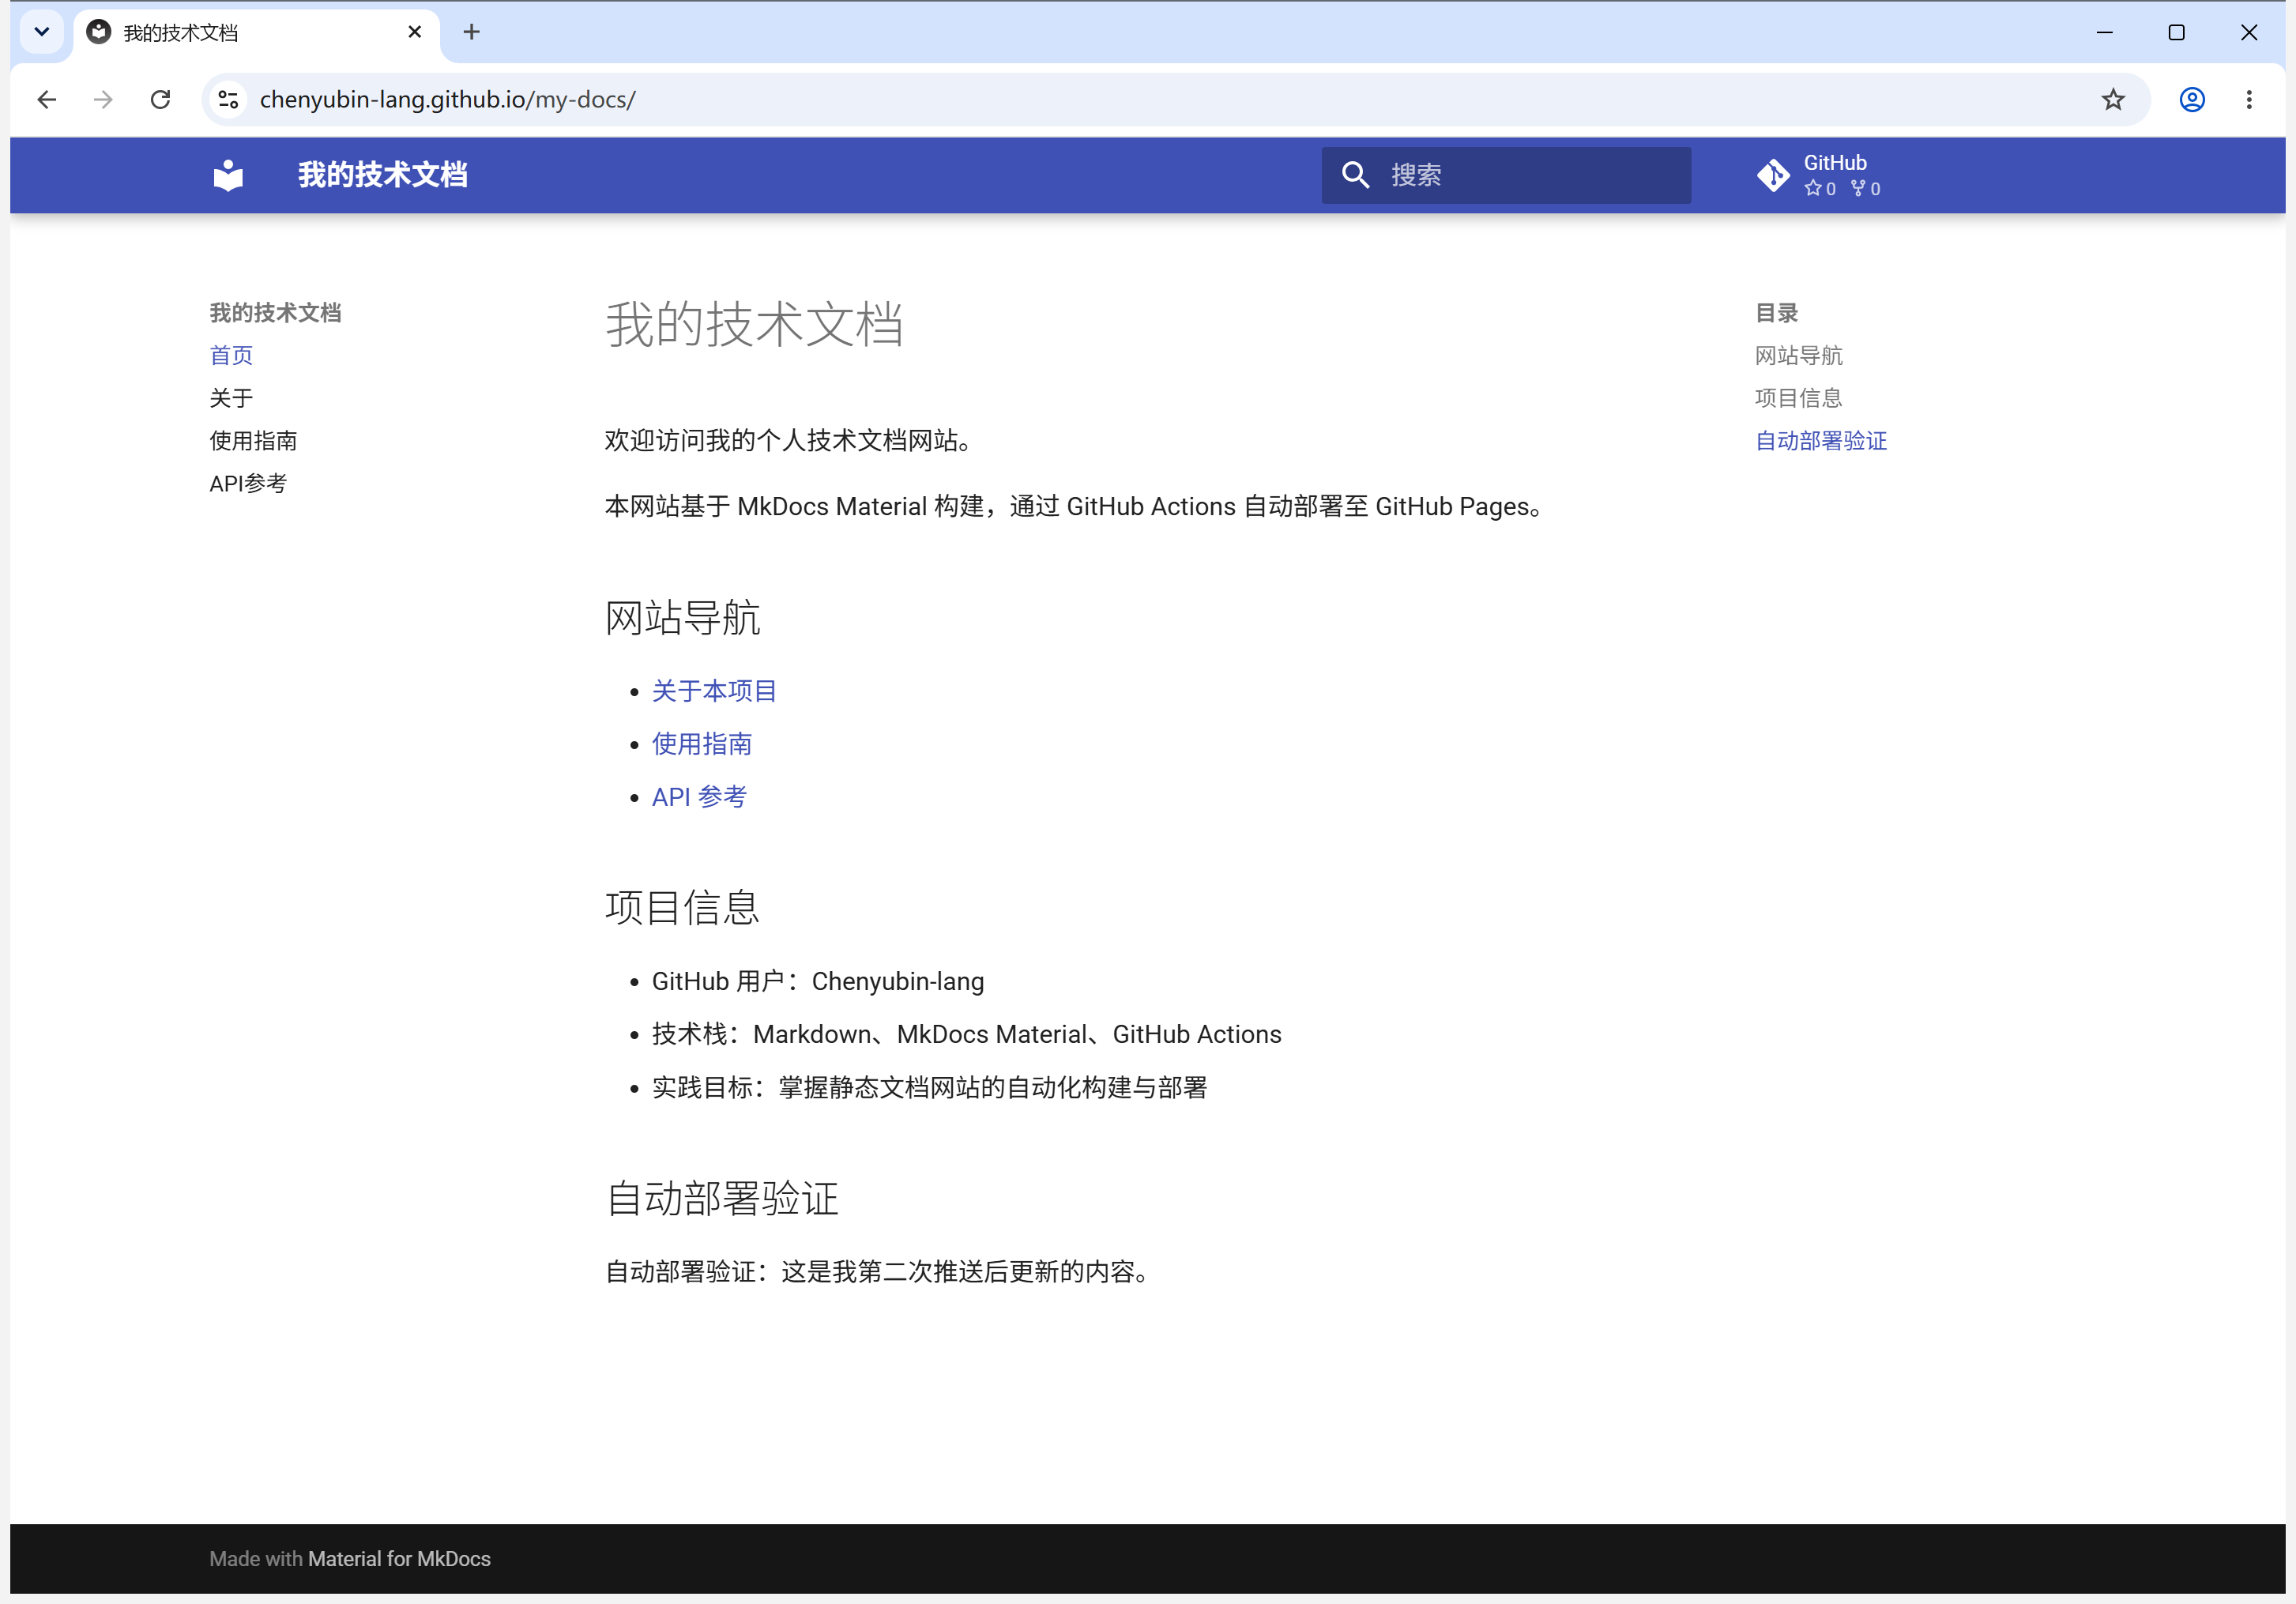 我的技术文档
chenyubin-lang.github.io/my-docs/
我的技术文档
搜索
GitHub
0 0
我的技术文档
首页
关于
使用指南
API参考
我的技术文档
欢迎访问我的个人技术文档网站。
本网站基于 MkDocs Material 构建，通过 GitHub Actions 自动部署至 GitHub Pages。
网站导航
• 关于本项目
• 使用指南
• API 参考
项目信息
• GitHub 用户：Chenyubin-lang
• 技术栈：Markdown、MkDocs Material、GitHub Actions
• 实践目标：掌握静态文档网站的自动化构建与部署
自动部署验证
自动部署验证：这是我第二次推送后更新的内容。
目录
网站导航
项目信息
自动部署验证
Made with Material for MkDocs